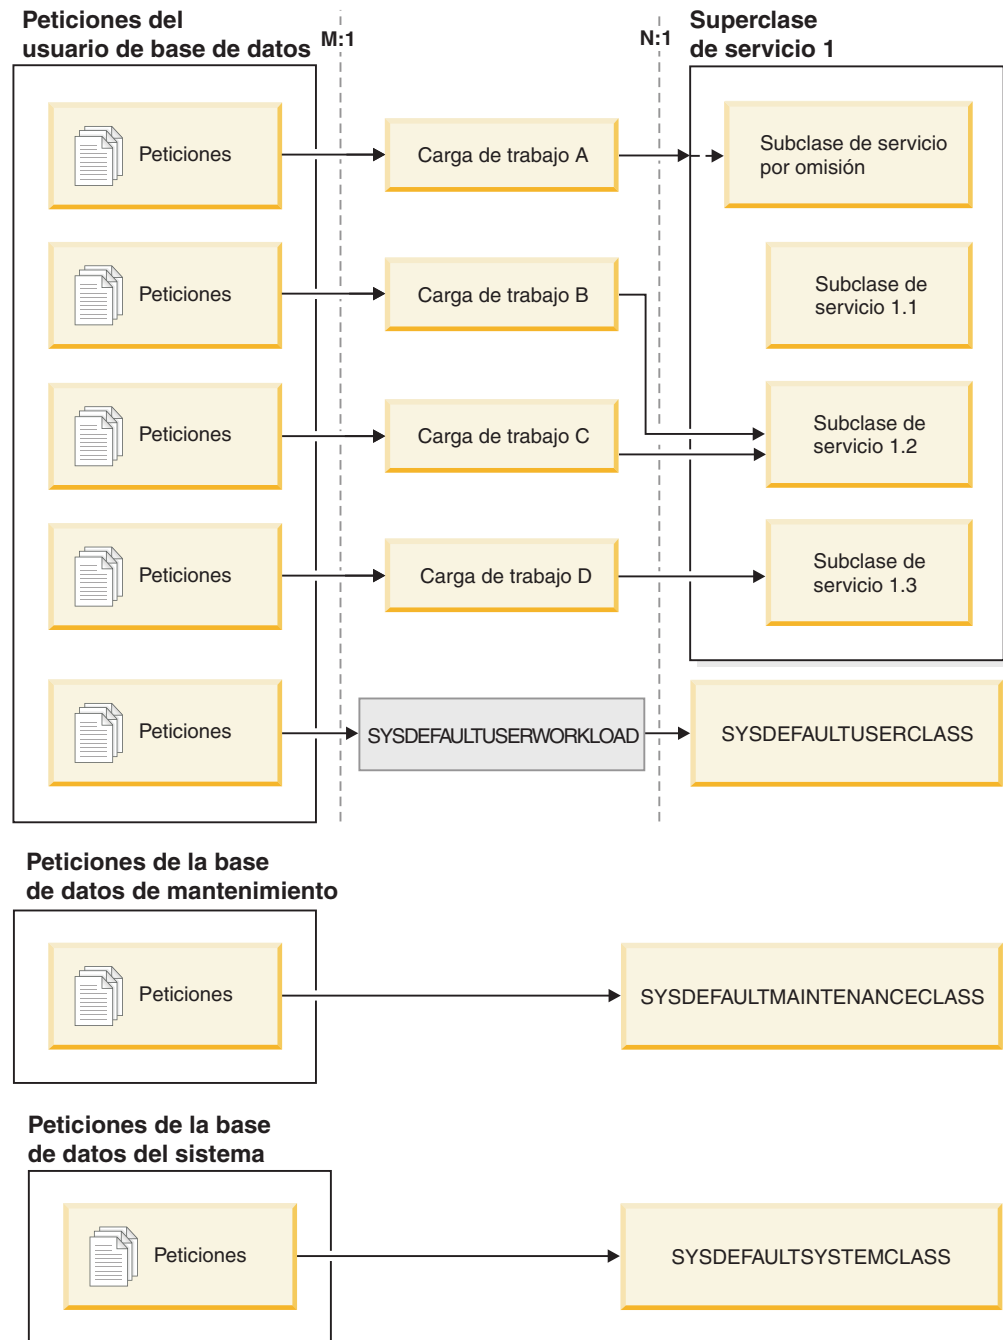 Peticiones del
usuario de base de datos
M:1
N:1
Superclase
de servicio 1
Peticiones
Carga de trabajo A
Subclase de servicio
por omisión
Peticiones
Carga de trabajo B
Subclase de
servicio 1.1
Peticiones
Carga de trabajo C
Subclase de
servicio 1.2
Peticiones
Carga de trabajo D
Subclase de
servicio 1.3
Peticiones
SYSDEFAULTUSERWORKLOAD
SYSDEFAULTUSERCLASS
Peticiones de la base
de datos de mantenimiento
Peticiones
SYSDEFAULTMAINTENANCECLASS
Peticiones de la base
de datos del sistema
Peticiones
SYSDEFAULTSYSTEMCLASS